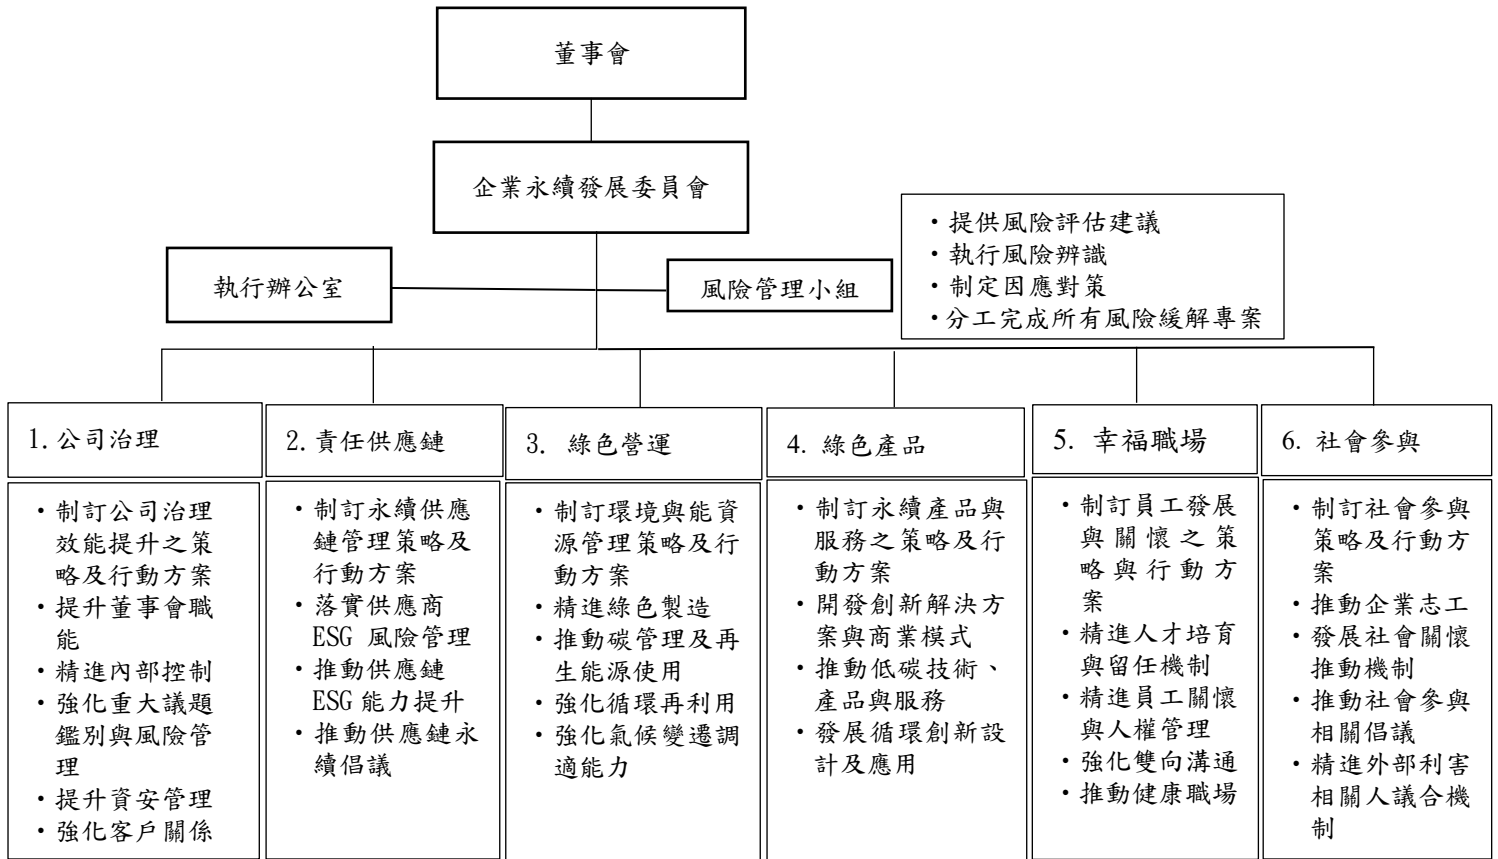 董事會
企業永續發展委員會
・提供風險評估建議
・執行風險辨識
・制定因應對策
・分工完成所有風險緩解專案
執行辦公室
風險管理小組
1. 公司治理
・制訂公司治理
效能提升之策
略及行動方案
・提升董事會職
能
・精進內部控制
・強化重大議題
鑑別與風險管
理
・提升資安管理
・強化客戶關係
2. 責任供應鏈
・制訂永續供應
鏈管理策略及
行動方案
・落實供應商
ESG 風險管理
・推動供應鏈
ESG 能力提升
・推動供應鏈永
續倡議
3. 綠色營運
・制訂環境與能資
源管理策略及行
動方案
・精進綠色製造
・推動碳管理及再
生能源使用
・強化循環再利用
・強化氣候變遷調
適能力
4. 綠色產品
・制訂永續產品與
服務之策略及行
動方案
・開發創新解決方
案與商業模式
・推動低碳技術、
產品與服務
・發展循環創新設
計及應用
5. 幸福職場
・制訂員工發展
與關懷之策
略與行動方
案
・精進人才培育
與留任機制
・精進員工關懷
與人權管理
・強化雙向溝通
・推動健康職場
6. 社會參與
・制訂社會參與
策略及行動方
案
・推動企業志工
・發展社會關懷
推動機制
・推動社會參與
相關倡議
・精進外部利害
相關人議合機
制